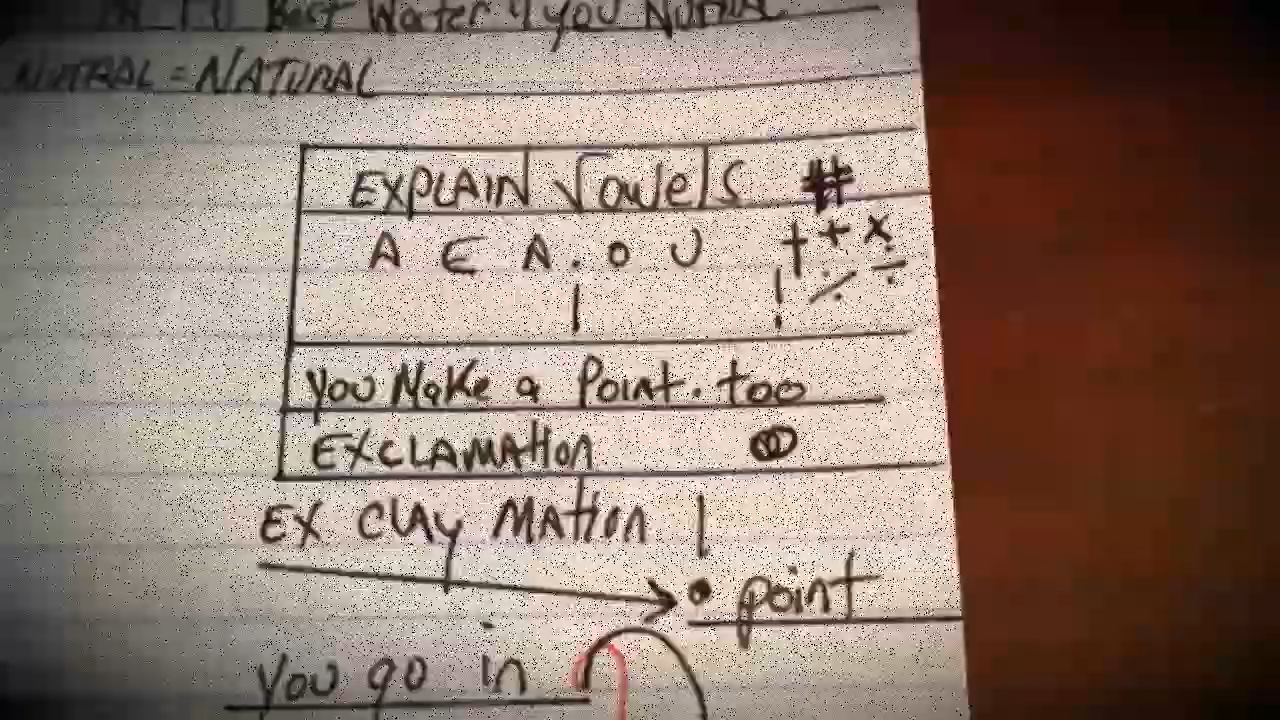 Best Water 4 you Nutral
NUTRAL = NATURAL
EXPLAIN Vowels #
A E A . O U + + x
| ! ⁒ ÷
you Make a Point. too
EXCLAMATION
EX CLAy MATION !
point
you go in